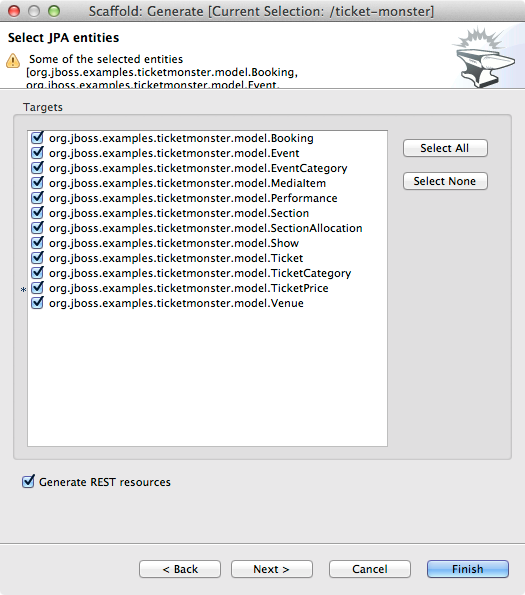 Scaffold: Generate [Current Selection: /ticket-monster]
Select JPA entities
Some of the selected entities
[org.jboss.examples.ticketmonster.model.Booking,
org.jboss.examples.ticketmonster.model.Event,
Targets
org.jboss.examples.ticketmonster.model.Booking
org.jboss.examples.ticketmonster.model.Event
org.jboss.examples.ticketmonster.model.EventCategory
org.jboss.examples.ticketmonster.model.MediaItem
org.jboss.examples.ticketmonster.model.Performance
org.jboss.examples.ticketmonster.model.Section
org.jboss.examples.ticketmonster.model.SectionAllocation
org.jboss.examples.ticketmonster.model.Show
org.jboss.examples.ticketmonster.model.Ticket
org.jboss.examples.ticketmonster.model.TicketCategory
* org.jboss.examples.ticketmonster.model.TicketPrice
org.jboss.examples.ticketmonster.model.Venue
Select All
Select None
Generate REST resources
< Back
Next >
Cancel
Finish